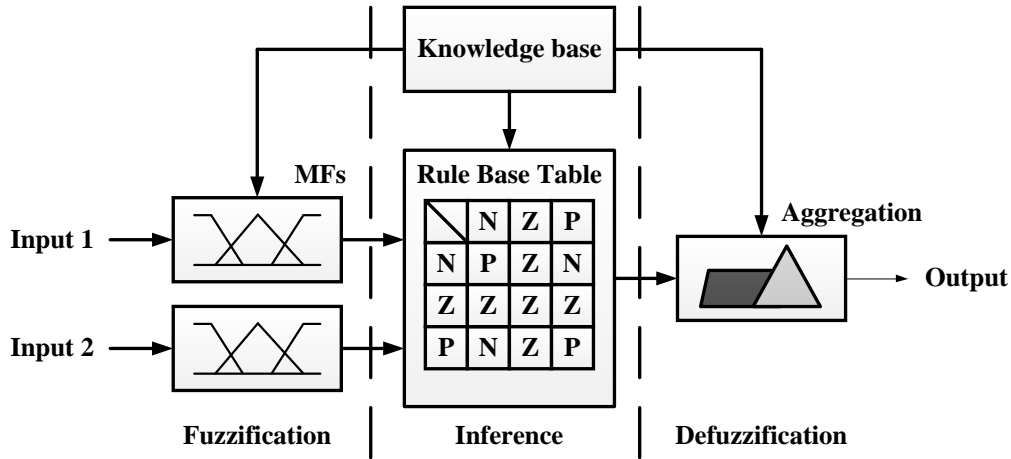 Knowledge base
MFs
Rule Base Table
N Z P
N P Z N
Z Z Z Z
P N Z P
Aggregation
Input 1
Input 2
Output
Fuzzification
Inference
Defuzzification